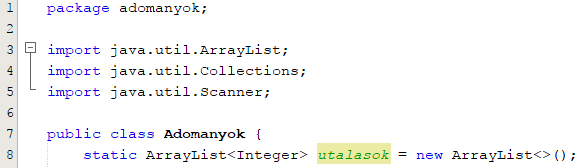 1 package adomanyok;
2
3 import java.util.ArrayList;
4 import java.util.Collections;
5 import java.util.Scanner;
6
7 public class Adomanyok {
8 static ArrayList<Integer> utalasok = new ArrayList<>();